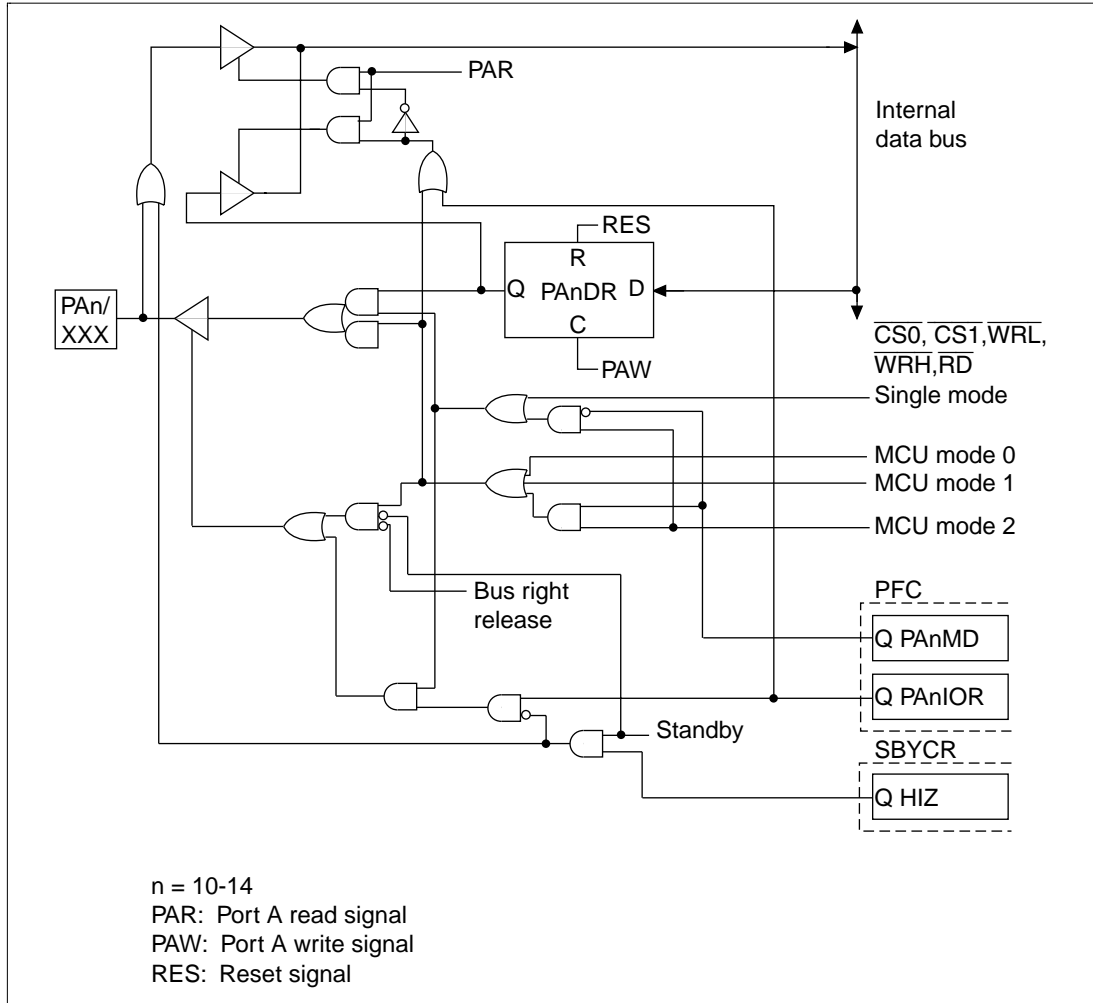 PAR
Internal
data bus
RES
R
Q PAnDR D
C
PAn/
XXX
PAW
CS0, CS1,WRL,
WRH,RD
Single mode
MCU mode 0
MCU mode 1
MCU mode 2
Bus right
release
PFC
Q PAnMD
Q PAnIOR
Standby
SBYCR
Q HIZ
n = 10-14
PAR: Port A read signal
PAW: Port A write signal
RES: Reset signal